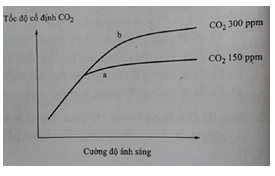 Tốc độ cố định CO2
b
CO2 300 ppm
CO2 150 ppm
a
Cường độ ánh sáng